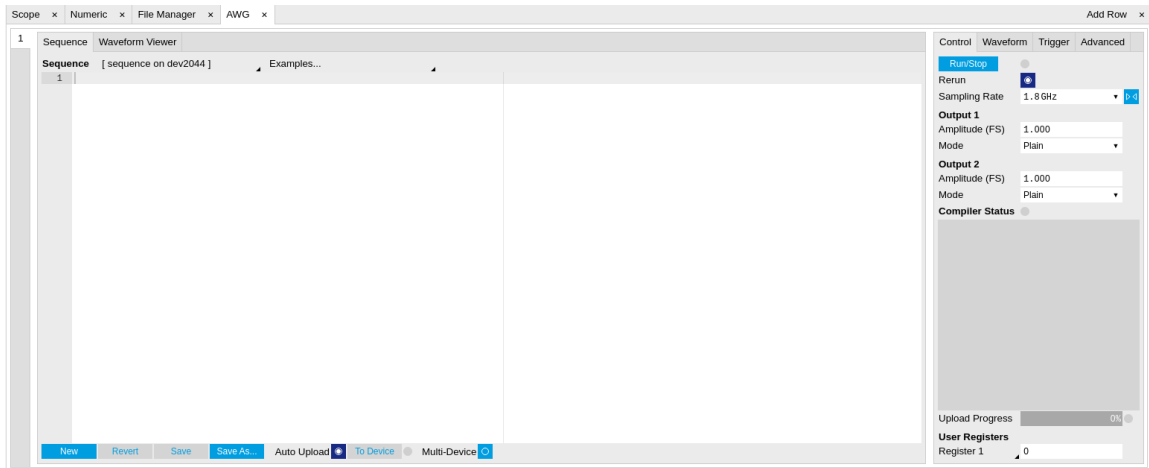 Scope × Numeric × File Manager × AWG × Add Row ×
1
Sequence Waveform Viewer
Control Waveform Trigger Advanced
Sequence [ sequence on dev2044 ] Examples...
1
Run/Stop
Rerun
Sampling Rate 1.8 GHz
Output 1
Amplitude (FS) 1.000
Mode Plain
Output 2
Amplitude (FS) 1.000
Mode Plain
Compiler Status
Upload Progress 0%
User Registers
Register 1 0
New Revert Save Save As... Auto Upload To Device Multi-Device